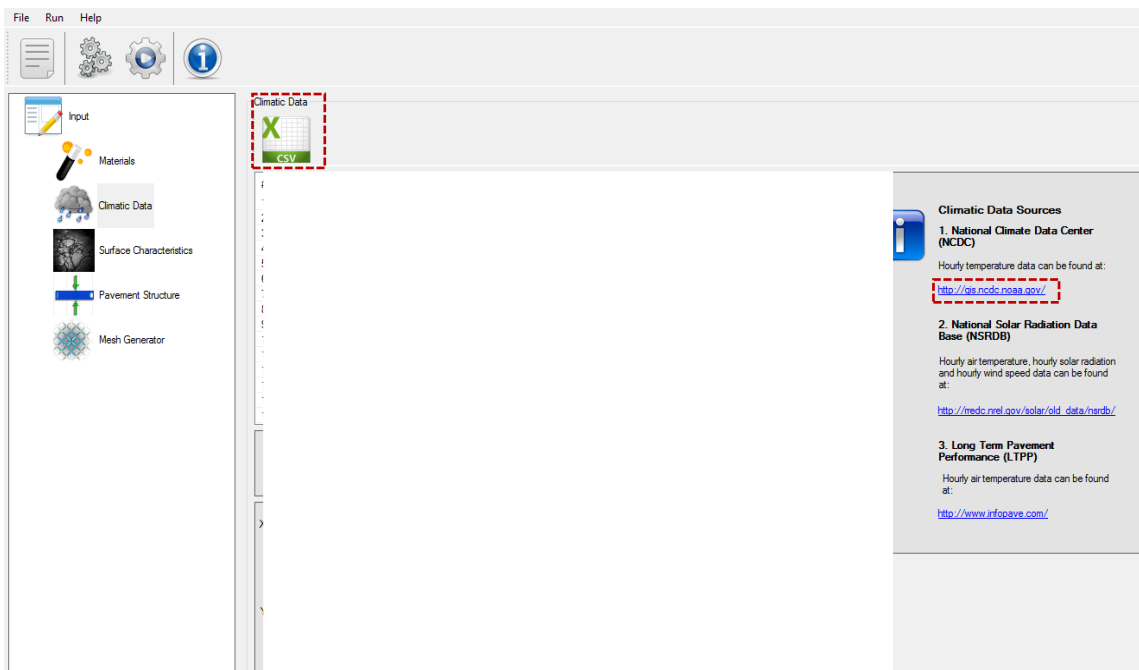 File Run Help
Input
Materials
Climatic Data
Surface Characteristics
Pavement Structure
Mesh Generator
Climatic Data
X
CSV
X
Climatic Data Sources
1. National Climate Data Center
(NCDC)
Hourly temperature data can be found at:
http://gis.ncdc.noaa.gov/
2. National Solar Radiation Data
Base (NSRDB)
Hourly air temperature, hourly solar radiation
and hourly wind speed data can be found
at:
http://rredc.nrel.gov/solar/old_data/nsrdb/
3. Long Term Pavement
Performance (LTPP)
Hourly air temperature data can be found
at:
http://www.infopave.com/